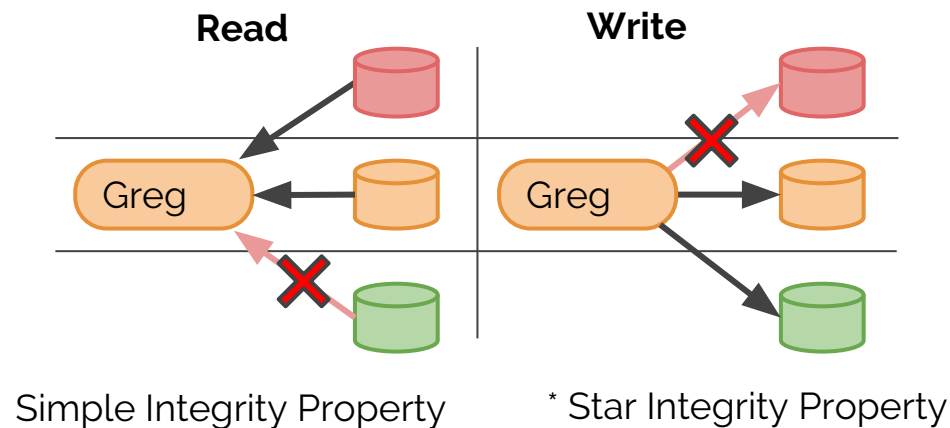 Read
Write
Greg
Greg
Simple Integrity Property
* Star Integrity Property